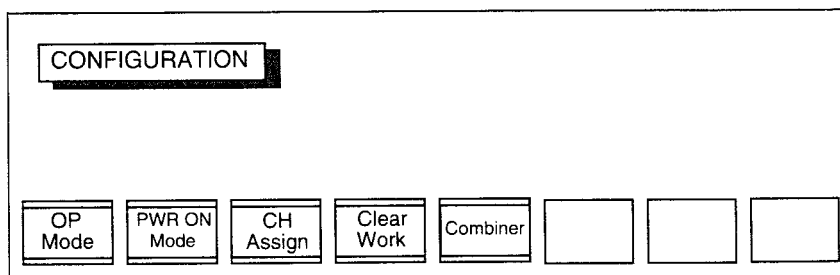 CONFIGURATION
OP
Mode
PWR ON
Mode
CH
Assign
Clear
Work
Combiner